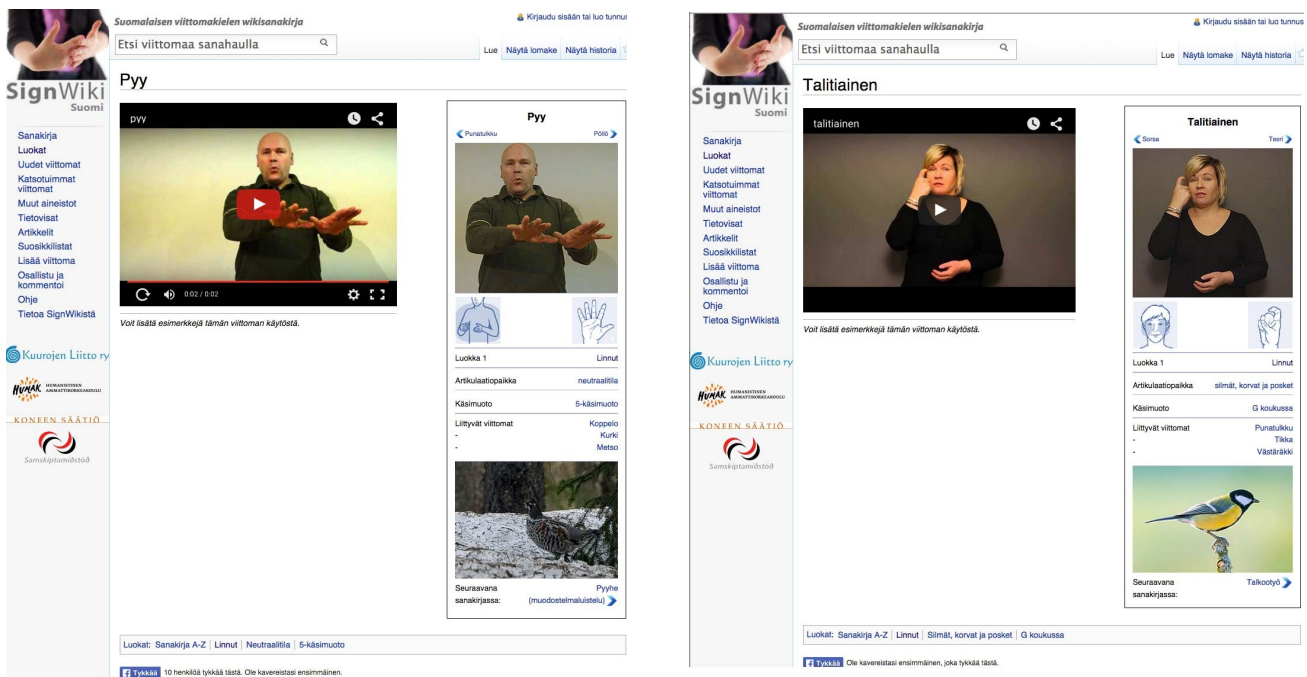 Suomalaisen viittomakielen wikisanakirja
Kirjaudu sisään tai luo tunnus
Etsi viittomaa sanahaulla
Lue Näytä lomake Näytä historia
SignWiki
Suomi
Pyy
Sanakirja
Luokat
Uudet viittomat
Katsotuimmat
viittomat
Muut aineistot
Tietovisat
Artikkelit
Suosikkilistat
Lisää viittoma
Osallistu ja
kommentoi
Ohje
Tietoa SignWikistä
Kuurojen Liitto ry
HUMAK HUMANISTINEN
AMMATTIKORKEAKOULU
KONEEN SÄÄTIÖ
Samskiptamiðstöð
pyy
0:02 / 0:02
Voit lisätä esimerkkejä tämän viittoman käytöstä.
Pyy
Punatulkku Pöllö
Luokka 1 Linnut
Artikulaatiopaikka neutraalitila
Käsimuoto 5-käsimuoto
Liittyvät viittomat Koppelo
- Kurki
- Metso
Seuraavana Pyyhe
sanakirjassa: (muodostelmaluistelu)
Luokat: Sanakirja A-Z | Linnut | Neutraalitila | 5-käsimuoto
Tykkää 10 henkilöä tykkää tästä. Ole kavereistasi ensimmäinen.
Suomalaisen viittomakielen wikisanakirja
Kirjaudu sisään tai luo tunnus
Etsi viittomaa sanahaulla
Lue Näytä lomake Näytä historia
SignWiki
Suomi
Talitiainen
Sanakirja
Luokat
Uudet viittomat
Katsotuimmat
viittomat
Muut aineistot
Tietovisat
Artikkelit
Suosikkilistat
Lisää viittoma
Osallistu ja
kommentoi
Ohje
Tietoa SignWikistä
Kuurojen Liitto ry
HUMAK HUMANISTINEN
AMMATTIKORKEAKOULU
KONEEN SÄÄTIÖ
Samskiptamiðstöð
talitiainen
Voit lisätä esimerkkejä tämän viittoman käytöstä.
Talitiainen
Sorsa Teeri
Luokka 1 Linnut
Artikulaatiopaikka silmät, korvat ja posket
Käsimuoto G koukussa
Liittyvät viittomat Punatulkku
- Tikka
- Västäräkki
Seuraavana Talkootyö
sanakirjassa:
Luokat: Sanakirja A-Z | Linnut | Silmät, korvat ja posket | G koukussa
Tykkää Ole kavereistasi ensimmäinen, joka tykkää tästä.